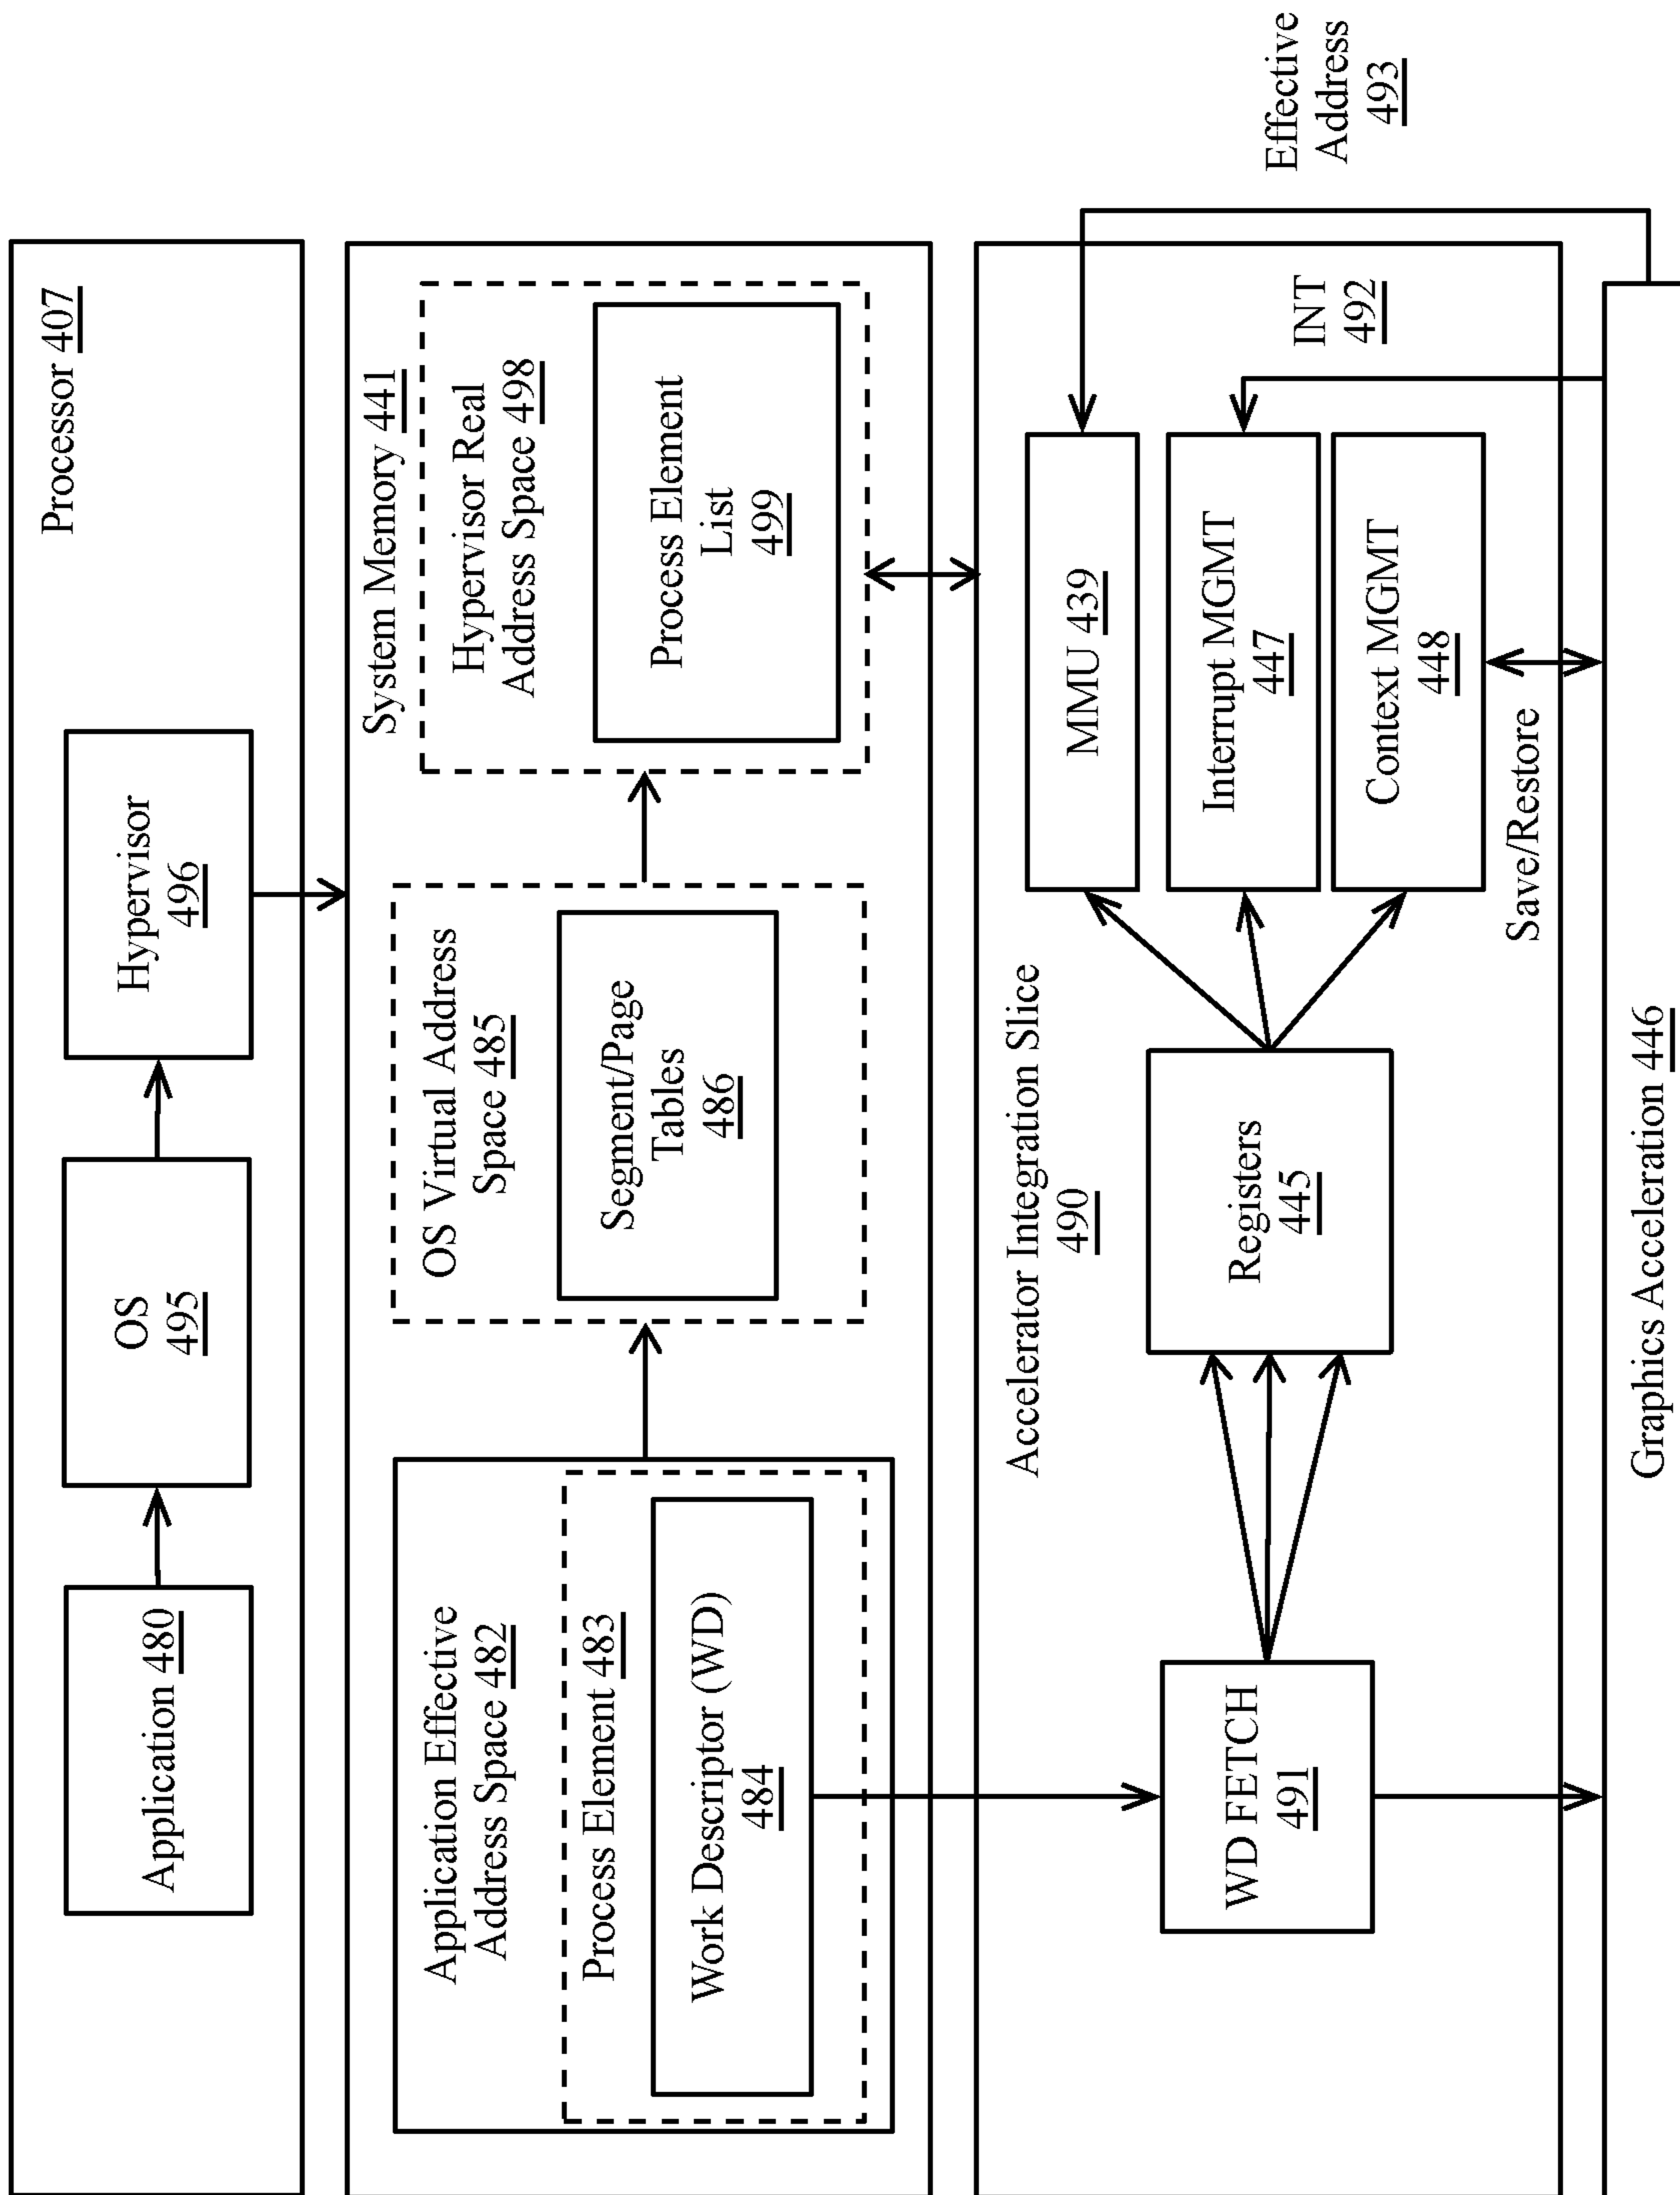 Processor 407
Application 480
OS
495
Hypervisor
496
System Memory 441
Application Effective
Address Space 482
Process Element 483
Work Descriptor (WD)
484
OS Virtual Address
Space 485
Segment/Page
Tables
486
Hypervisor Real
Address Space 498
Process Element
List
499
Accelerator Integration Slice
490
WD FETCH
491
Registers
445
MMU 439
Interrupt MGMT
447
Context MGMT
448
Save/Restore
INT
492
Effective
Address
493
Graphics Acceleration 446